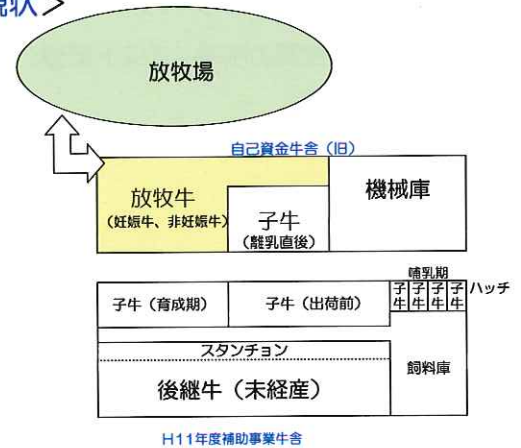 現状＞
放牧場
自己資金牛舎（旧）
放牧牛
（妊娠牛、非妊娠牛）
子牛
（離乳直後）
機械庫
哺乳期
子牛（育成期）
子牛（出荷前）
子牛
子牛
子牛
子牛
ハッチ
スタンチョン
飼料庫
後継牛（未経産）
H11年度補助事業牛舎